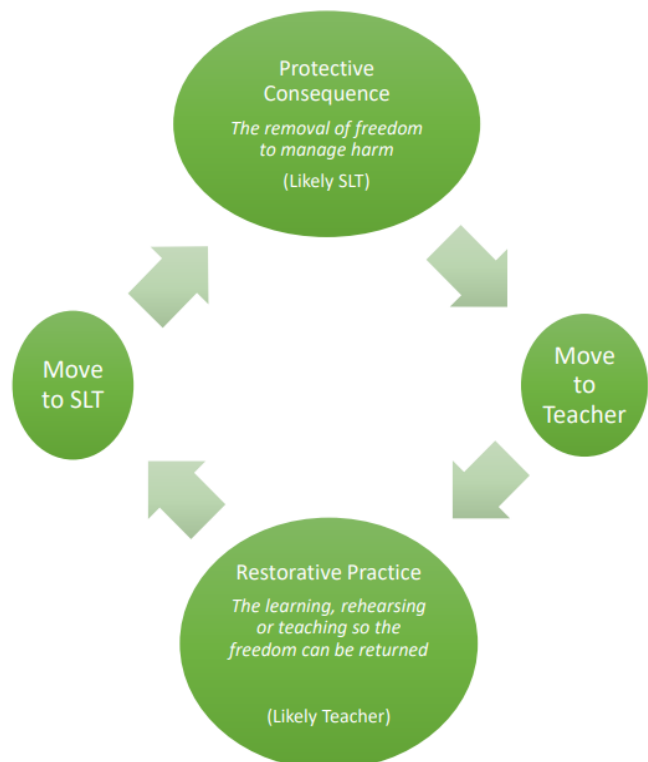 Protective
Consequence
The removal of freedom
to manage harm
(Likely SLT)
Move
to
Teacher
Restorative Practice
The learning, rehearsing
or teaching so the
freedom can be returned
(Likely Teacher)
Move
to SLT